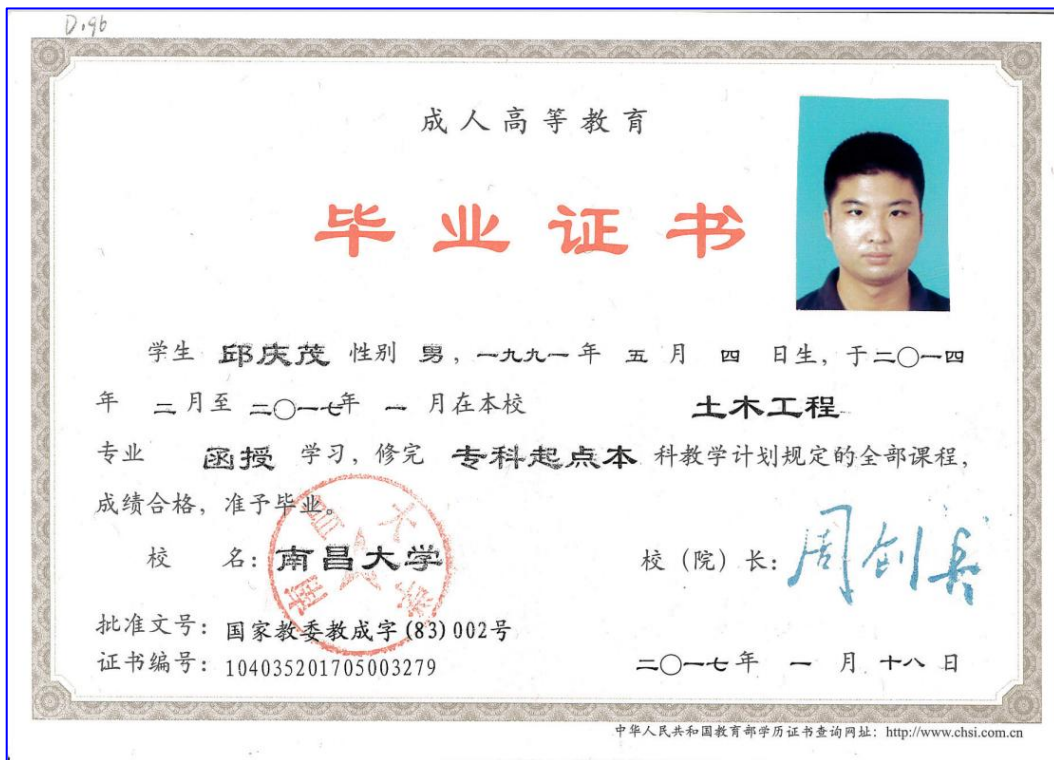 D.96
成人高等教育
毕业证书
学生 邱庆茂 性别 男，一九九一年 五 月 四 日生，于二〇一四
年 二月至 二〇一七年 一 月在本校 土木工程
专业 函授 学习，修完 专科起点本 科教学计划规定的全部课程，
成绩合格，准予毕业。
校 名：南昌大学 校（院）长：周创兵
批准文号：国家教委教成字(83)002号
证书编号：104035201705003279 二〇一七年 一 月 十八 日
中华人民共和国教育部学历证书查询网址：http://www.chsi.com.cn
南昌大学